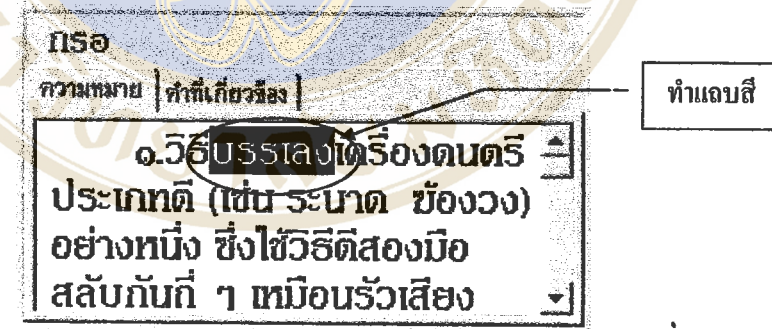 กรอ
ความหมาย คำที่เกี่ยวข้อง
ทำแถบสี
๑.วิธีบรรเลงเครื่องดนตรี
ประเภทตี (เช่น ระนาด ฆ้องวง)
อย่างหนึ่ง ซึ่งใช้วิธีตีสองมือ
สลับกันถี่ ๆ เหมือนรัวเสียง